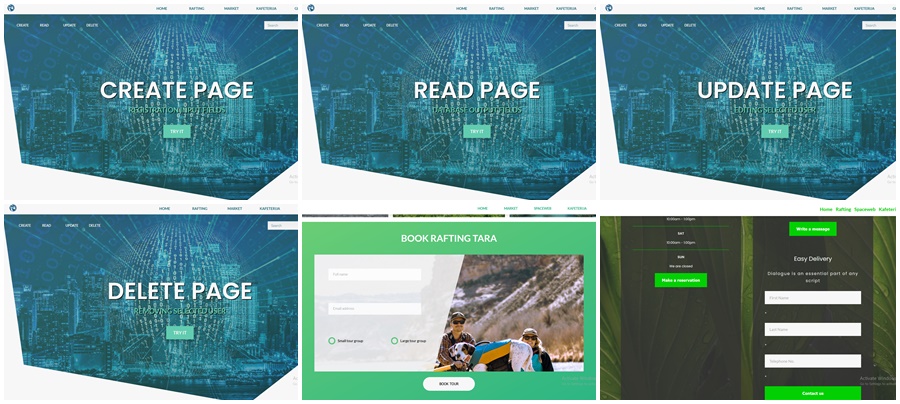 HOME RAFTING MARKET KAFETERIJA
CREATE READ UPDATE DELETE
Search
CREATE PAGE
REGISTRATION INPUT FIELDS
TRY IT
HOME RAFTING MARKET KAFETERIJA
CREATE READ UPDATE DELETE
Search
READ PAGE
DATABASE OUTPUT FIELDS
TRY IT
HOME RAFTING MARKET KAFETERIJA
CREATE READ UPDATE DELETE
Search
UPDATE PAGE
EDITING SELECTED USER
TRY IT
HOME RAFTING MARKET KAFETERIJA
CREATE READ UPDATE DELETE
Search
DELETE PAGE
REMOVING SELECTED USER
TRY IT
HOME MARKET SPACEWEB KAFETERIJA
BOOK RAFTING TARA
Full name
Email address
Small tour group Large tour group
BOOK TOUR
Home Rafting Spaceweb Kafeteri
10:00am - 1:00pm
SAT
10:00am - 1:00pm
SUN
We are closed
Make a reservation
Write a message
Easy Delivery
Dialogue is an essential part of any
script
First Name
*
Last Name
*
Telephone No.
*
Contact us
Activate Windows